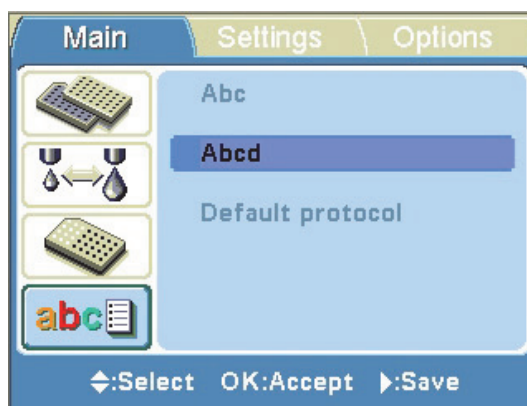 Main Settings Options
Abc
Abcd
Default protocol
abc
:Select OK:Accept :Save